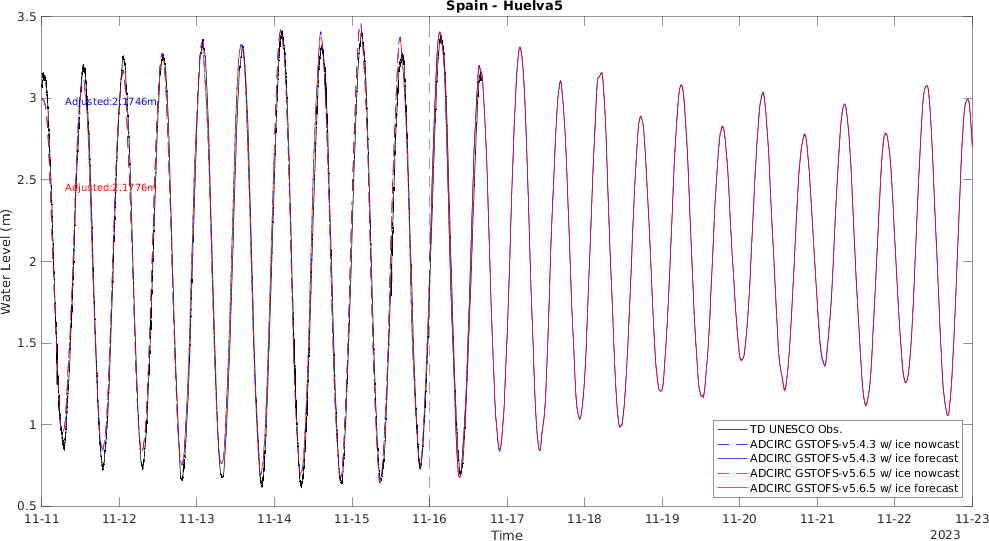 Spain - Huelva5
3.5
3
2.5
2
1.5
1
0.5
Water Level (m)
Adjusted:2.1746m
Adjusted:2.1776m
TD UNESCO Obs.
ADCIRC GSTOFS-v5.4.3 w/ ice nowcast
ADCIRC GSTOFS-v5.4.3 w/ ice forecast
ADCIRC GSTOFS-v5.6.5 w/ ice nowcast
ADCIRC GSTOFS-v5.6.5 w/ ice forecast
11-11 11-12 11-13 11-14 11-15 11-16 11-17 11-18 11-19 11-20 11-21 11-22 11-23
Time
2023